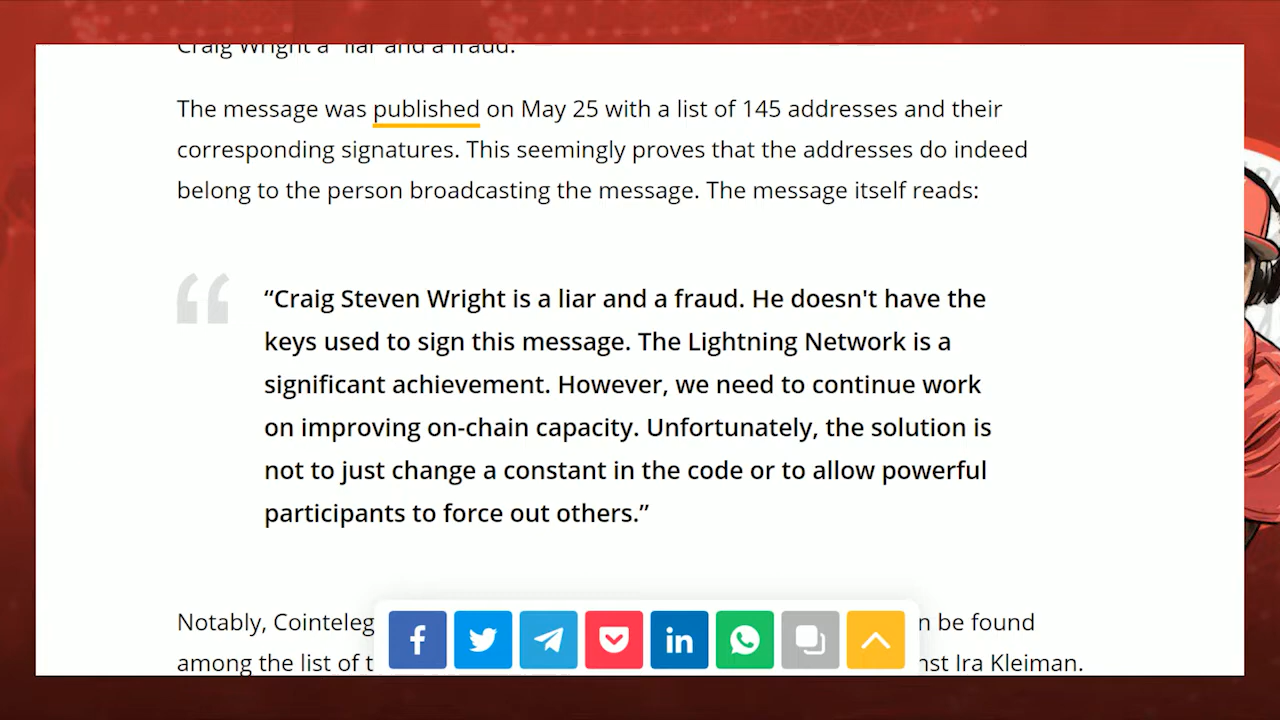 Craig Wright a "liar and a fraud.
The message was published on May 25 with a list of 145 addresses and their
corresponding signatures. This seemingly proves that the addresses do indeed
belong to the person broadcasting the message. The message itself reads:
“Craig Steven Wright is a liar and a fraud. He doesn't have the
keys used to sign this message. The Lightning Network is a
significant achievement. However, we need to continue work
on improving on-chain capacity. Unfortunately, the solution is
not to just change a constant in the code or to allow powerful
participants to force out others.”
Notably, Cointeleg n be found
among the list of t nst Ira Kleiman.